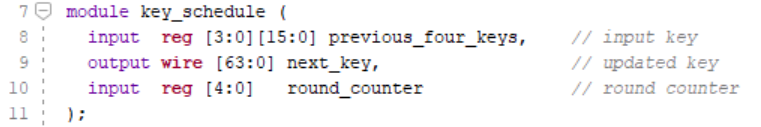 7 module key_schedule (
8 input reg [3:0][15:0] previous_four_keys, // input key
9 output wire [63:0] next_key, // updated key
10 input reg [4:0] round_counter // round counter
11 );